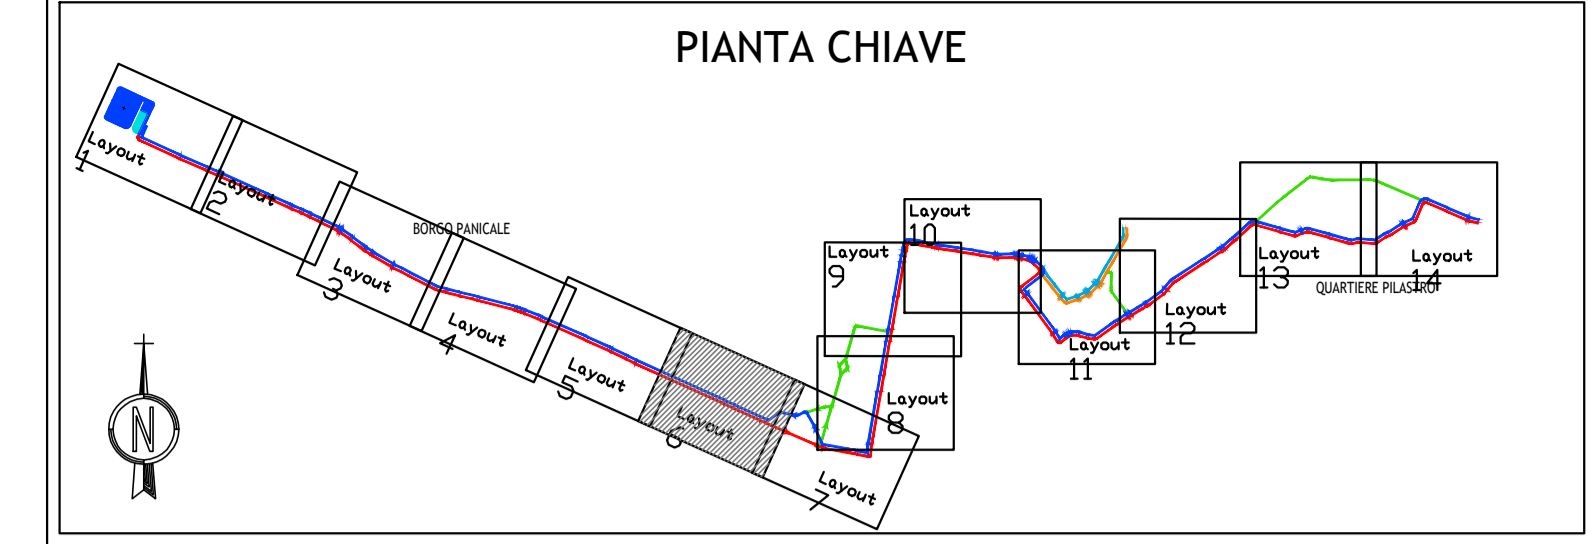 PIANTA CHIAVE
Layout
1
Layout
2
BORGO PANICALE
Layout
3
Layout
4
Layout
5
Layout
6
Layout
7
Layout
8
Layout
9
Layout
10
Layout
11
Layout
12
Layout
13
Layout
14
QUARTIERE PILASTRO
N